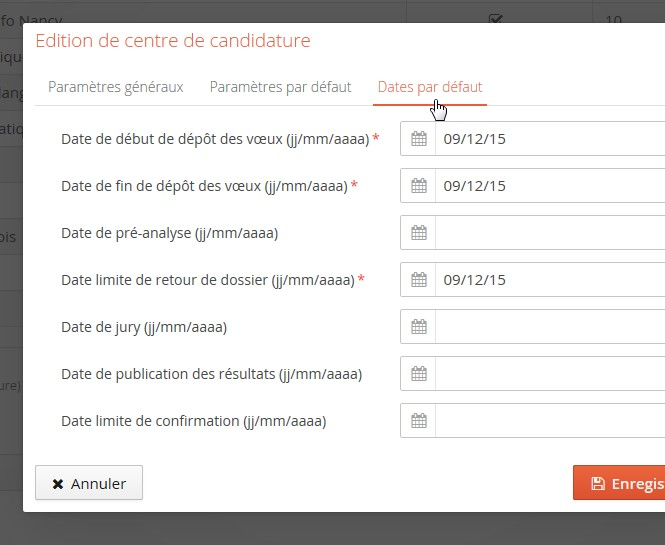 fo Nancy
10
Edition de centre de candidature
Paramètres généraux Paramètres par défaut Dates par défaut
Date de début de dépôt des vœux (jj/mm/aaaa) * 09/12/15
Date de fin de dépôt des vœux (jj/mm/aaaa) * 09/12/15
Date de pré-analyse (jj/mm/aaaa)
Date limite de retour de dossier (jj/mm/aaaa) * 09/12/15
Date de jury (jj/mm/aaaa)
Date de publication des résultats (jj/mm/aaaa)
Date limite de confirmation (jj/mm/aaaa)
Annuler Enregis